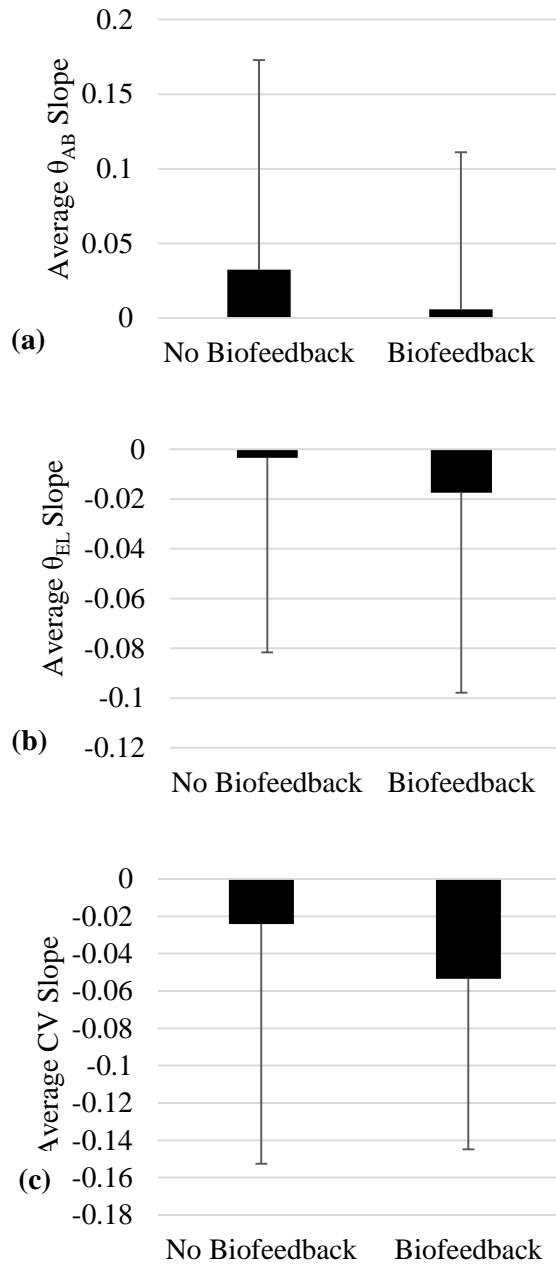 0.2
0.15
0.1
0.05
0
Average θAB Slope
(a)
No Biofeedback Biofeedback
0
-0.02
-0.04
-0.06
-0.08
-0.1
-0.12
Average θEL Slope
(b)
No Biofeedback Biofeedback
0
-0.02
-0.04
-0.06
-0.08
-0.1
-0.12
-0.14
-0.16
-0.18
Average CV Slope
(c)
No Biofeedback Biofeedback